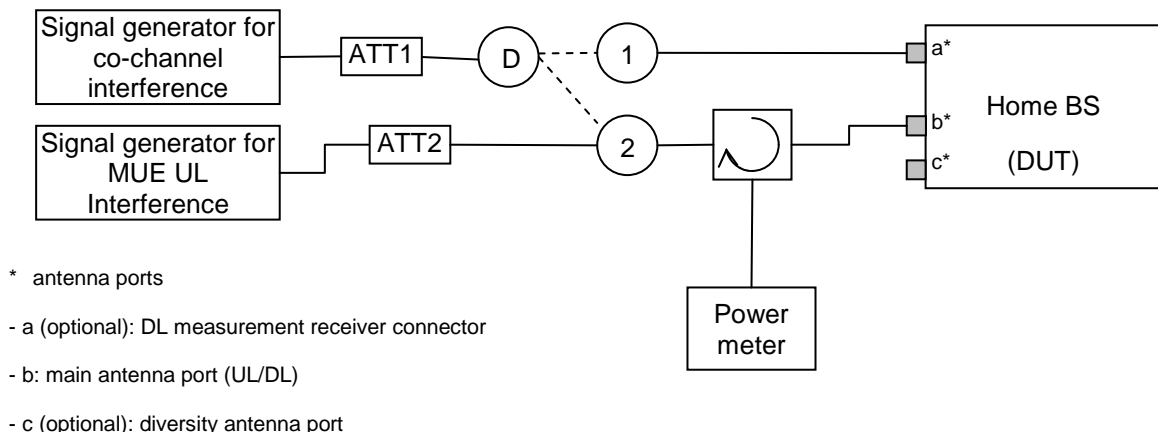 Signal generator for
co-channel
interference
ATT1
D
1
a*
Home BS
(DUT)
Signal generator for
MUE UL
Interference
ATT2
2
b*
c*
Power
meter
* antenna ports
- a (optional): DL measurement receiver connector
- b: main antenna port (UL/DL)
- c (optional): diversity antenna port